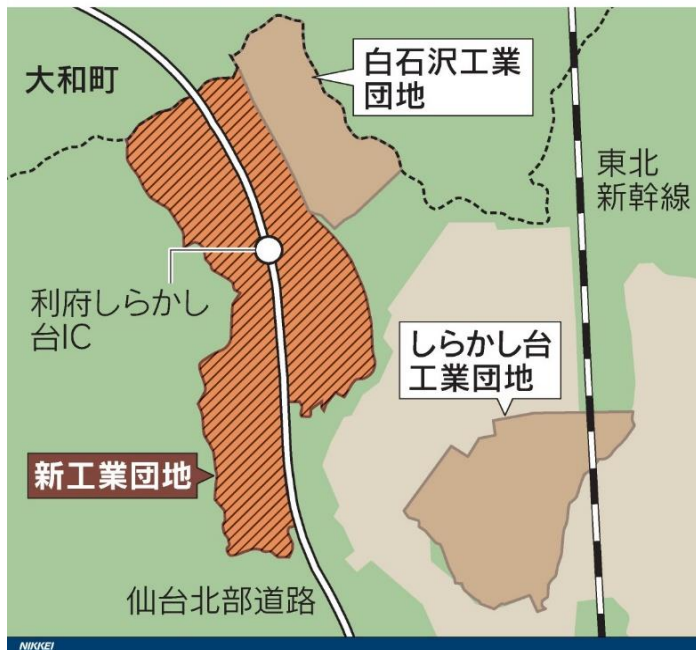 大和町
白石沢工業
団地
東北
新幹線
利府しらかし
台IC
しらかし台
工業団地
新工業団地
仙台北部道路
NIKKEI